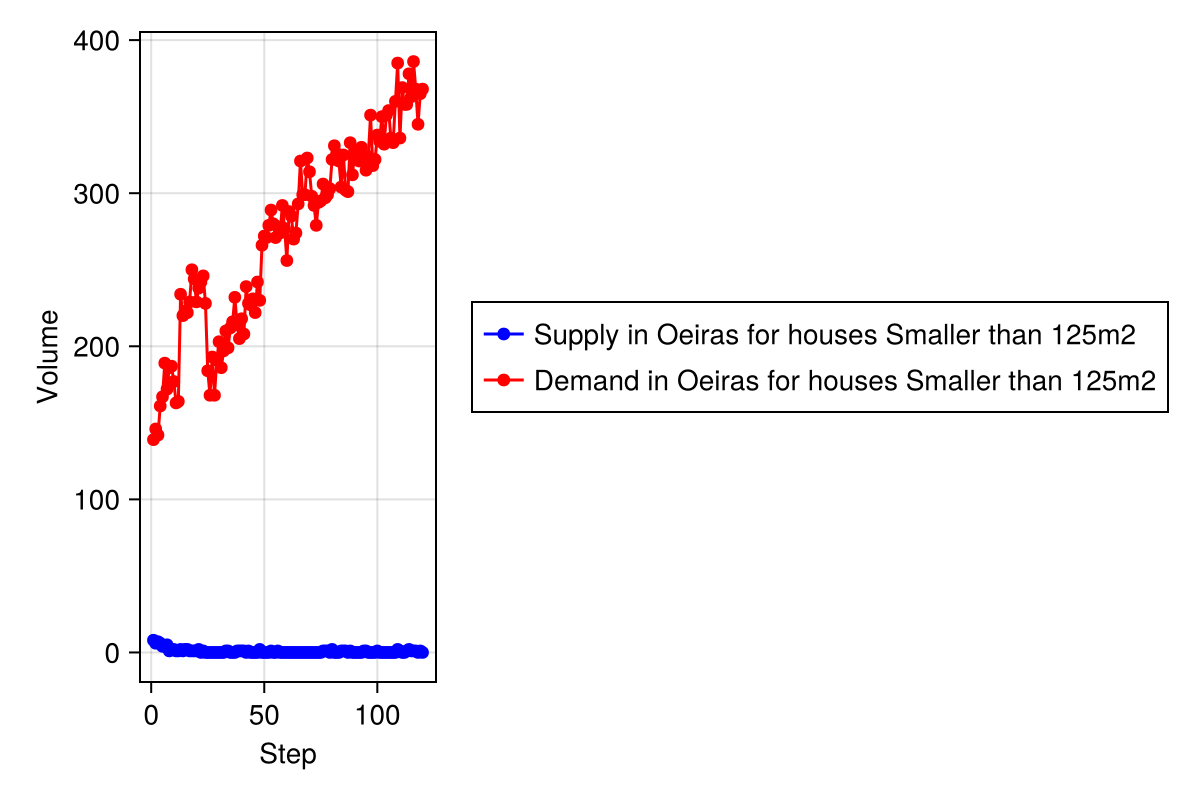 400
300
200
100
0
Volume
0 50 100
Step
Supply in Oeiras for houses Smaller than 125m2
Demand in Oeiras for houses Smaller than 125m2